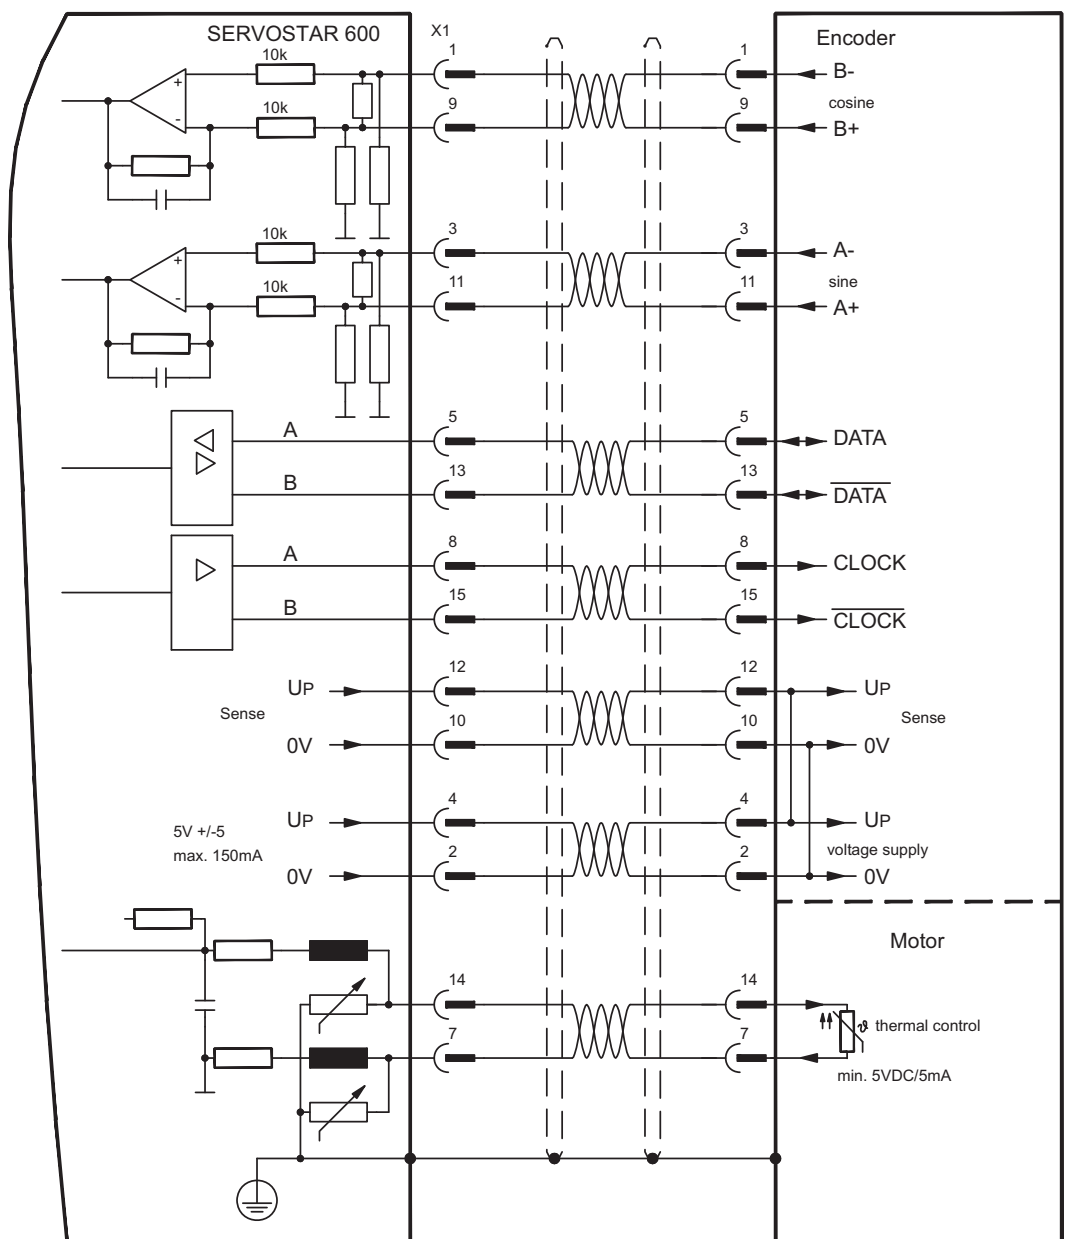 SERVOSTAR 600
X1
Encoder
10k
1
1
B-
cosine
10k
9
9
B+
+
-
10k
3
3
A-
sine
10k
11
11
A+
+
-
A
5
5
DATA
B
13
13
DATA
A
8
8
CLOCK
B
15
15
CLOCK
UP
12
12
UP
Sense
Sense
0V
10
10
0V
UP
4
4
UP
5V +/-5
max. 150mA
voltage supply
0V
2
2
0V
Motor
14
14
ϑ thermal control
7
7
min. 5VDC/5mA